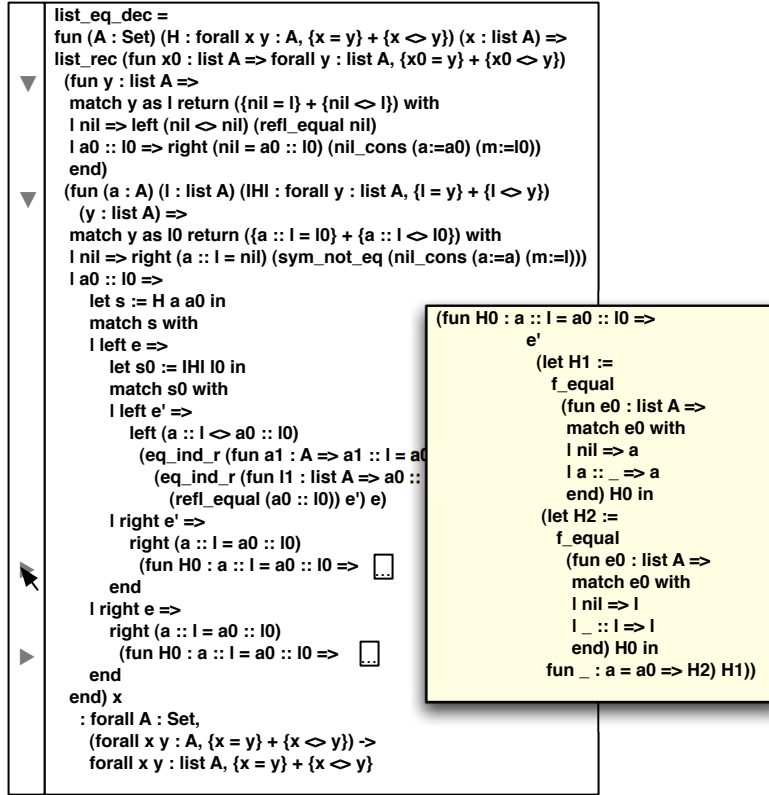 list_eq_dec =
fun (A : Set) (H : forall x y : A, {x = y} + {x <> y}) (x : list A) =>
list_rec (fun x0 : list A => forall y : list A, {x0 = y} + {x0 <> y})
(fun y : list A =>
match y as l return ({nil = l} + {nil <> l}) with
| nil => left (nil <> nil) (refl_equal nil)
| a0 :: l0 => right (nil = a0 :: l0) (nil_cons (a:=a0) (m:=l0))
end)
(fun (a : A) (l : list A) (IHl : forall y : list A, {l = y} + {l <> y})
(y : list A) =>
match y as l0 return ({a :: l = l0} + {a :: l <> l0}) with
| nil => right (a :: l = nil) (sym_not_eq (nil_cons (a:=a) (m:=l)))
| a0 :: l0 =>
let s := H a a0 in
match s with
| left e =>
let s0 := IHl l0 in
match s0 with
| left e' =>
left (a :: l <> a0 :: l0)
(eq_ind_r (fun a1 : A => a1 :: l = a0
(eq_ind_r (fun l1 : list A => a0 ::
(refl_equal (a0 :: l0)) e') e)
| right e' =>
right (a :: l = a0 :: l0)
(fun H0 : a :: l = a0 :: l0 => ...
end
| right e =>
right (a :: l = a0 :: l0)
(fun H0 : a :: l = a0 :: l0 => ...
end
end) x
: forall A : Set,
(forall x y : A, {x = y} + {x <> y}) ->
forall x y : list A, {x = y} + {x <> y}
(fun H0 : a :: l = a0 :: l0 =>
e'
(let H1 :=
f_equal
(fun e0 : list A =>
match e0 with
| nil => a
| a :: _ => a
end) H0 in
(let H2 :=
f_equal
(fun e0 : list A =>
match e0 with
| nil => l
| _ :: l => l
end) H0 in
fun _ : a = a0 => H2) H1))